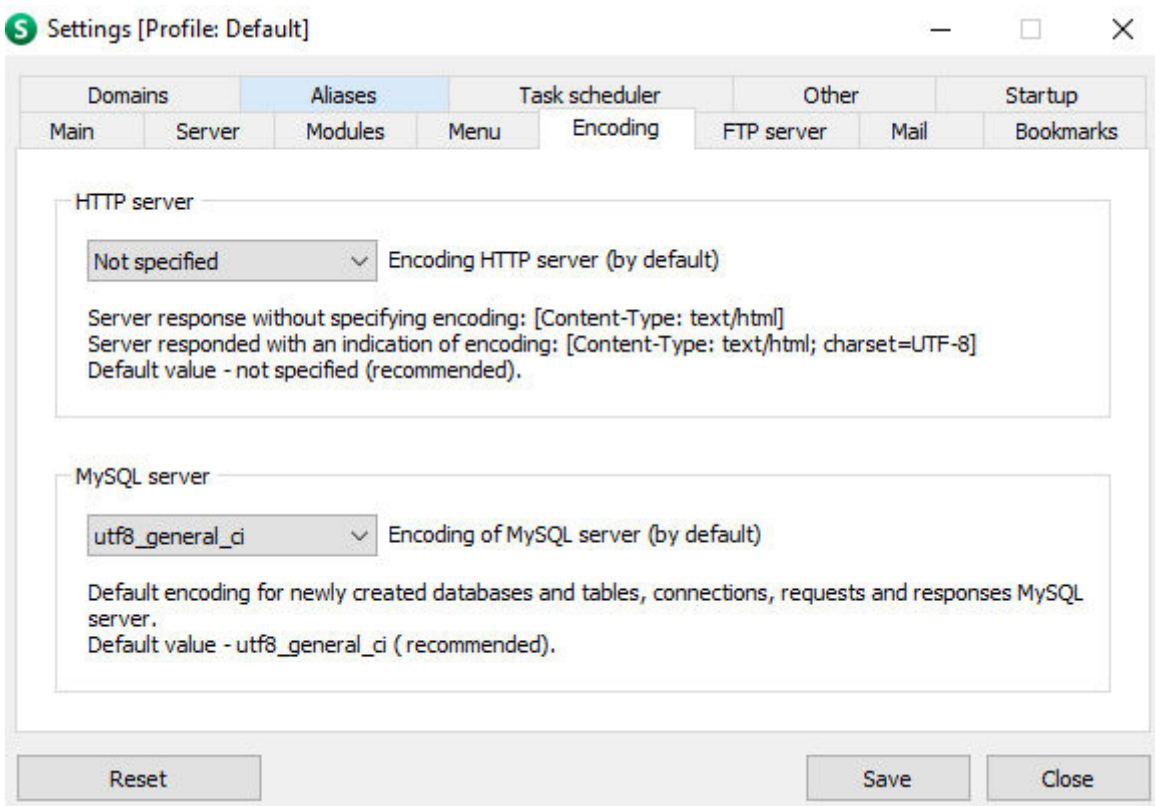 S Settings [Profile: Default]
Domains Aliases Task scheduler Other Startup
Main Server Modules Menu Encoding FTP server Mail Bookmarks
HTTP server
Not specified Encoding HTTP server (by default)
Server response without specifying encoding: [Content-Type: text/html]
Server responded with an indication of encoding: [Content-Type: text/html; charset=UTF-8]
Default value - not specified (recommended).
MySQL server
utf8_general_ci Encoding of MySQL server (by default)
Default encoding for newly created databases and tables, connections, requests and responses MySQL
server.
Default value - utf8_general_ci ( recommended).
Reset Save Close